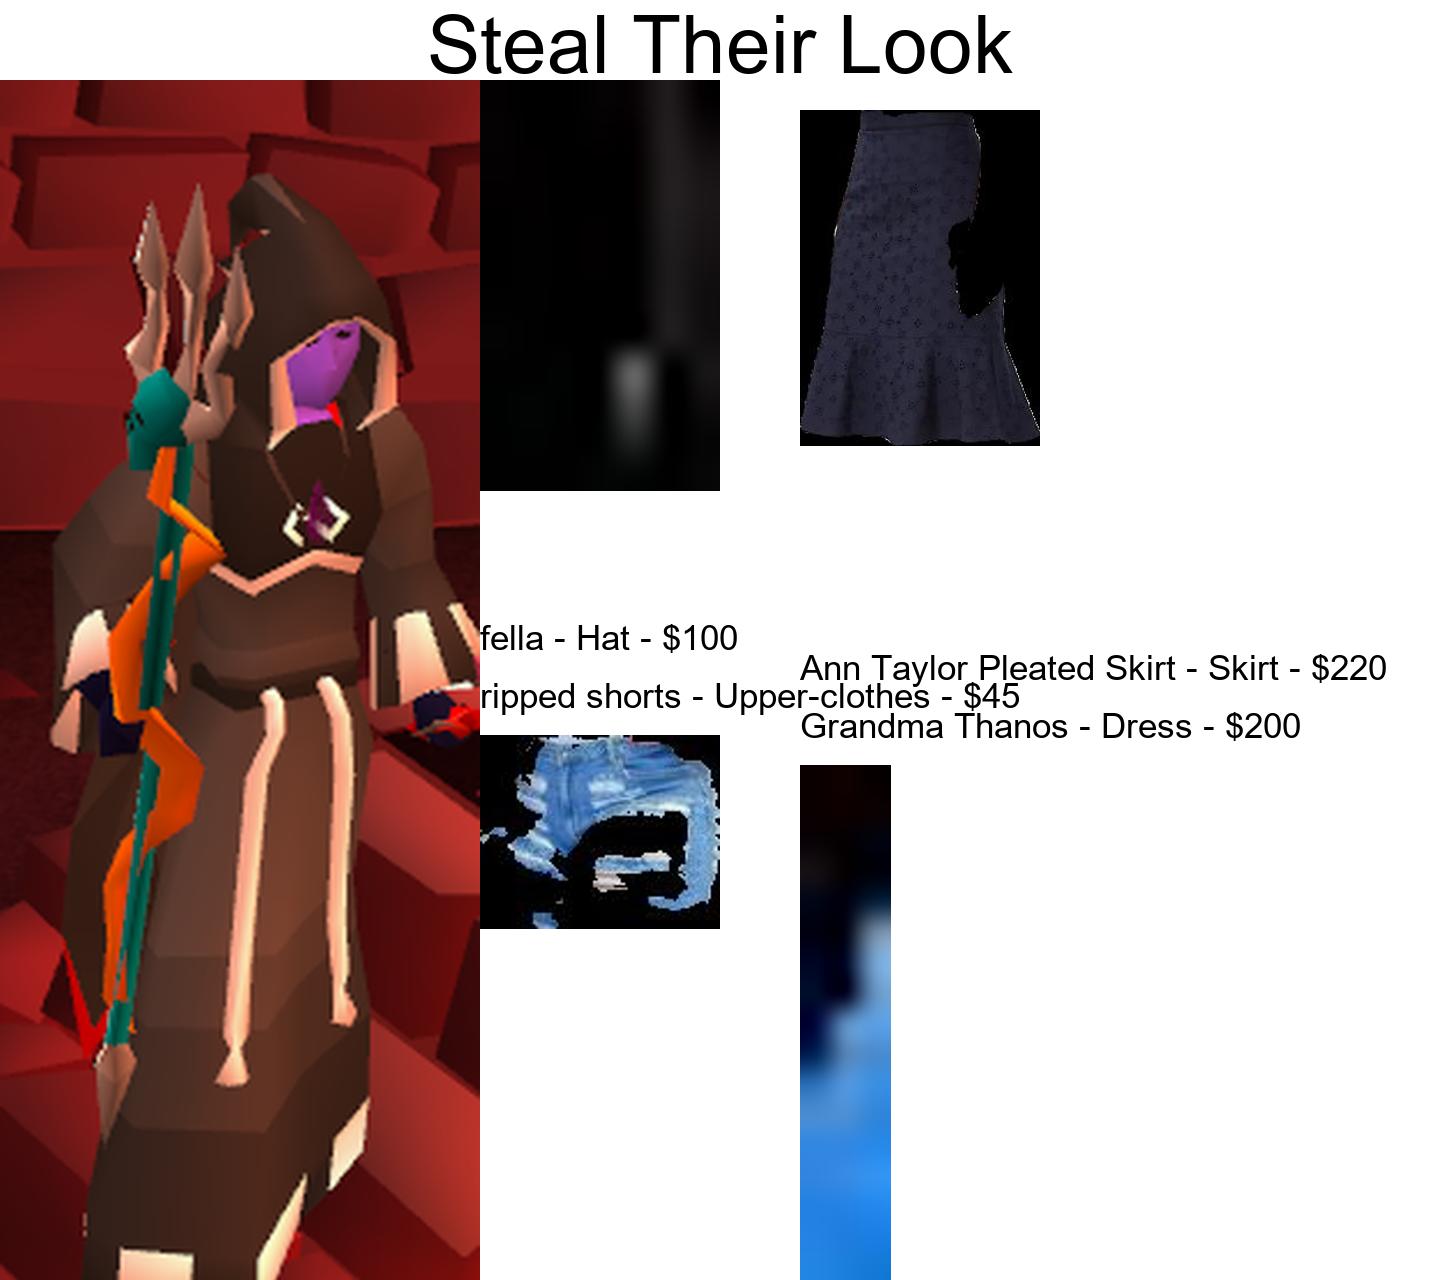 Steal Their Look
fella - Hat - $100
ripped shorts - Upper-clothes - $45
Ann Taylor Pleated Skirt - Skirt - $220
Grandma Thanos - Dress - $200